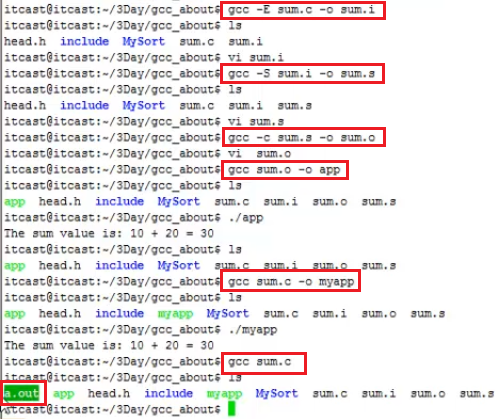 itcast@itcast:~/3Day/gcc_about$ gcc -E sum.c -o sum.i
itcast@itcast:~/3Day/gcc_about$ ls
head.h include MySort sum.c sum.i
itcast@itcast:~/3Day/gcc_about$ vi sum.i
itcast@itcast:~/3Day/gcc_about$ gcc -S sum.i -o sum.s
itcast@itcast:~/3Day/gcc_about$ ls
head.h include MySort sum.c sum.i sum.s
itcast@itcast:~/3Day/gcc_about$ vi sum.s
itcast@itcast:~/3Day/gcc_about$ gcc -c sum.s -o sum.o
itcast@itcast:~/3Day/gcc_about$ vi sum.o
itcast@itcast:~/3Day/gcc_about$ gcc sum.o -o app
itcast@itcast:~/3Day/gcc_about$ ls
app head.h include MySort sum.c sum.i sum.o sum.s
itcast@itcast:~/3Day/gcc_about$ ./app
The sum value is: 10 + 20 = 30
itcast@itcast:~/3Day/gcc_about$ ls
app head.h include MySort sum.c sum.i sum.o sum.s
itcast@itcast:~/3Day/gcc_about$ gcc sum.c -o myapp
itcast@itcast:~/3Day/gcc_about$ ls
app head.h include myapp MySort sum.c sum.i sum.o sum.s
itcast@itcast:~/3Day/gcc_about$ ./myapp
The sum value is: 10 + 20 = 30
itcast@itcast:~/3Day/gcc_about$ gcc sum.c
itcast@itcast:~/3Day/gcc_about$ ls
a.out app head.h include myapp MySort sum.c sum.i sum.o sum.s
itcast@itcast:~/3Day/gcc_about$